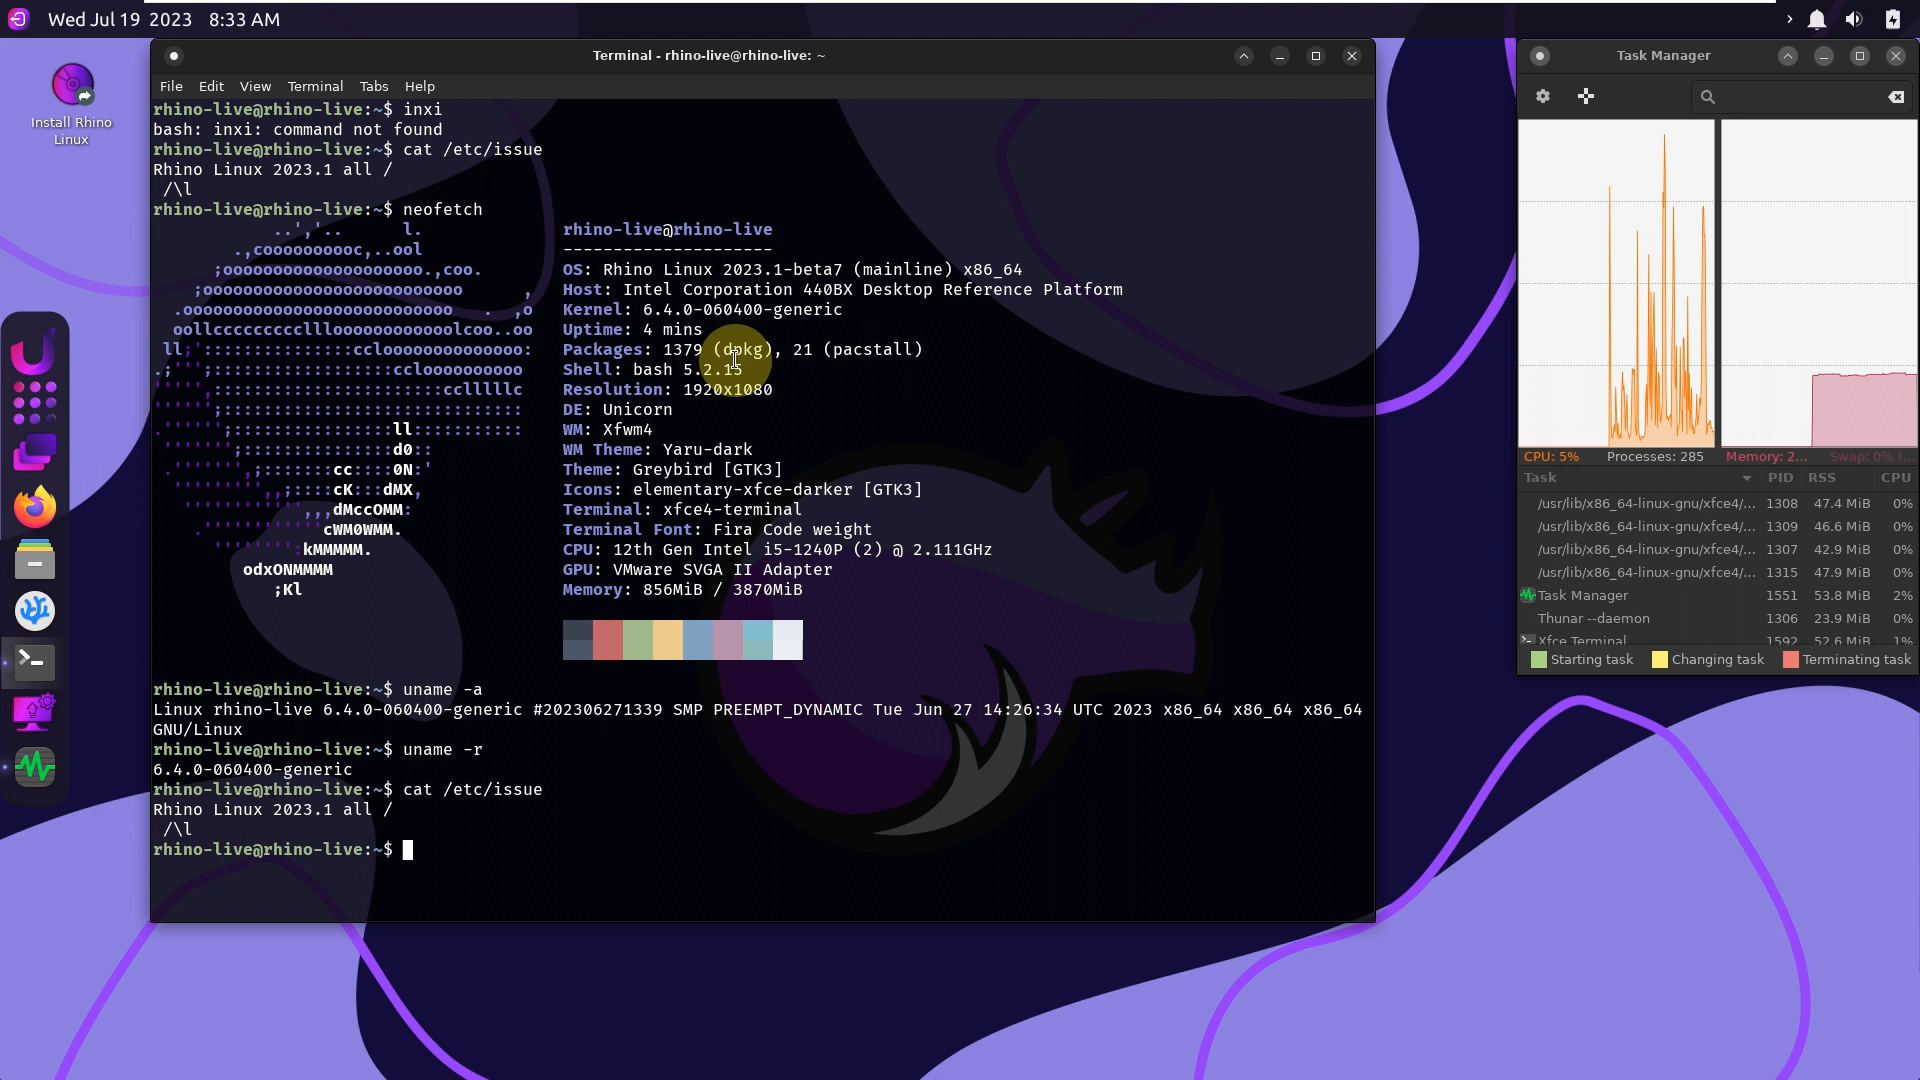 Wed Jul 19 2023 8:33 AM
Install Rhino
Linux
Terminal - rhino-live@rhino-live: ~
File Edit View Terminal Tabs Help
rhino-live@rhino-live:~$ inxi
bash: inxi: command not found
rhino-live@rhino-live:~$ cat /etc/issue
Rhino Linux 2023.1 all /
/\l
rhino-live@rhino-live:~$ neofetch
rhino-live@rhino-live
---------------------
OS: Rhino Linux 2023.1-beta7 (mainline) x86_64
Host: Intel Corporation 440BX Desktop Reference Platform
Kernel: 6.4.0-060400-generic
Uptime: 4 mins
Packages: 1379 (dpkg), 21 (pacstall)
Shell: bash 5.2.15
Resolution: 1920x1080
DE: Unicorn
WM: Xfwm4
WM Theme: Yaru-dark
Theme: Greybird [GTK3]
Icons: elementary-xfce-darker [GTK3]
Terminal: xfce4-terminal
Terminal Font: Fira Code weight
CPU: 12th Gen Intel i5-1240P (2) @ 2.111GHz
GPU: VMware SVGA II Adapter
Memory: 856MiB / 3870MiB
rhino-live@rhino-live:~$ uname -a
Linux rhino-live 6.4.0-060400-generic #202306271339 SMP PREEMPT_DYNAMIC Tue Jun 27 14:26:34 UTC 2023 x86_64 x86_64 x86_64
GNU/Linux
rhino-live@rhino-live:~$ uname -r
6.4.0-060400-generic
rhino-live@rhino-live:~$ cat /etc/issue
Rhino Linux 2023.1 all /
/\l
rhino-live@rhino-live:~$
Task Manager
CPU: 5% Processes: 285 Memory: 2... Swap: 0% (...
Task PID RSS CPU
/usr/lib/x86_64-linux-gnu/xfce4/... 1308 47.4 MiB 0%
/usr/lib/x86_64-linux-gnu/xfce4/... 1309 46.6 MiB 0%
/usr/lib/x86_64-linux-gnu/xfce4/... 1307 42.9 MiB 0%
/usr/lib/x86_64-linux-gnu/xfce4/... 1315 47.9 MiB 0%
Task Manager 1551 53.8 MiB 2%
Thunar --daemon 1306 23.9 MiB 0%
Xfce Terminal 1592 52.6 MiB 1%
Starting task Changing task Terminating task